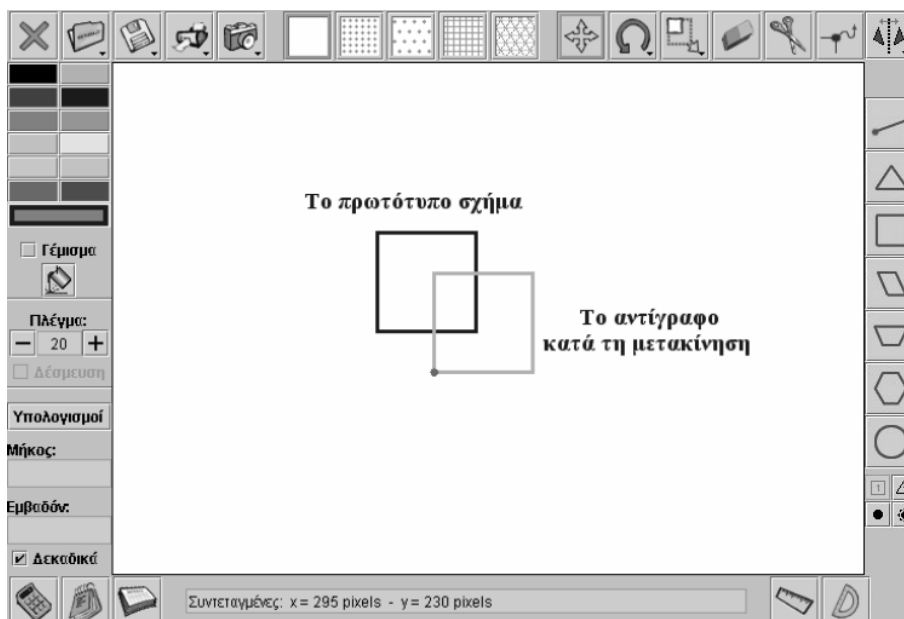 Το πρωτότυπο σχήμα
Γέμισμα
Το αντίγραφο
κατά τη μετακίνηση
Πλέγμα:
20
Δέσμευση
Υπολογισμοί
Μήκος:
Εμβαδόν:
1
Δεκαδικά
Συντεταγμένες: x = 295 pixels - y = 230 pixels